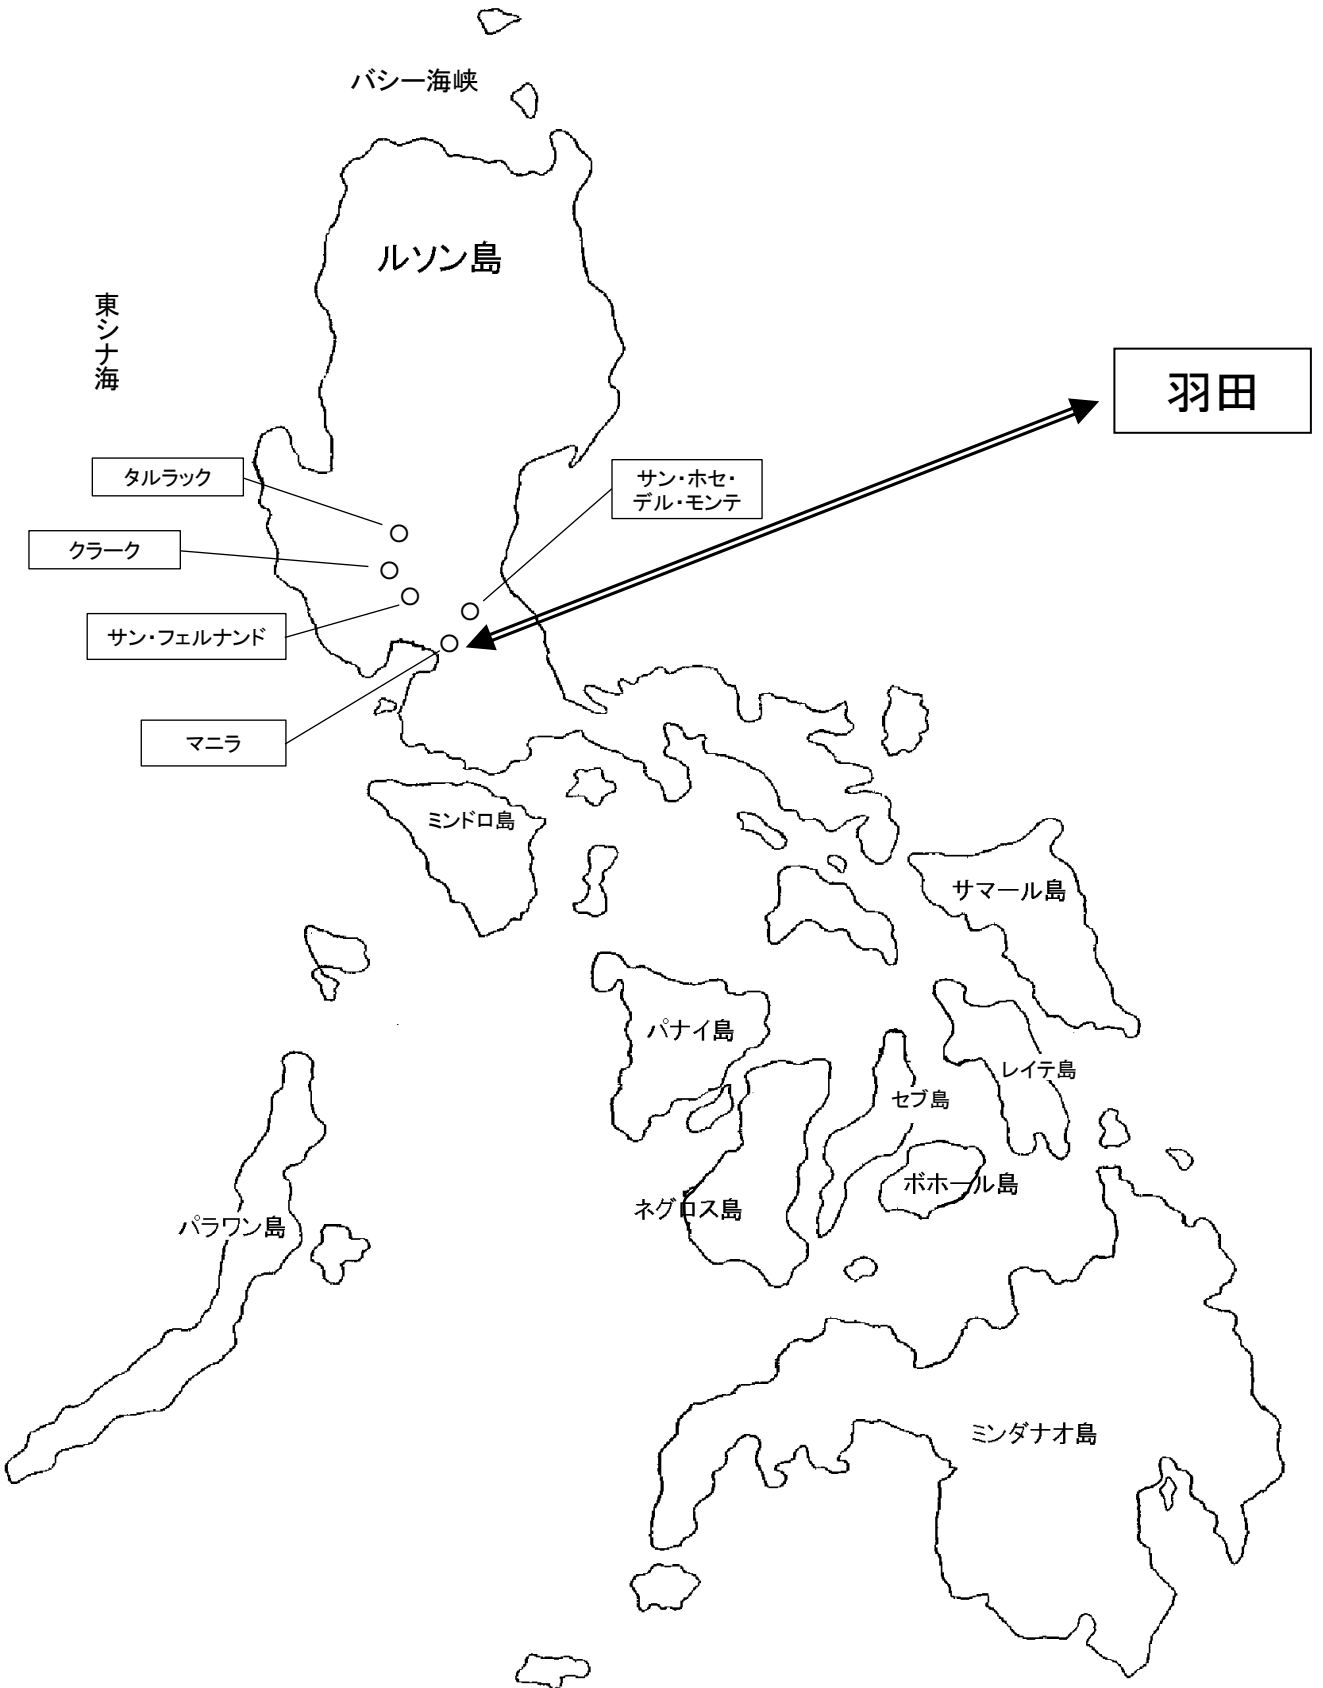 バシー海峡
ルソン島
東シナ海
羽田
タルラック
サン・ホセ・
デル・モンテ
クラーク
サン・フェルナンド
マニラ
ミンドロ島
サマール島
パナイ島
レイテ島
セブ島
ボホール島
ネグロス島
パラワン島
ミンダナオ島